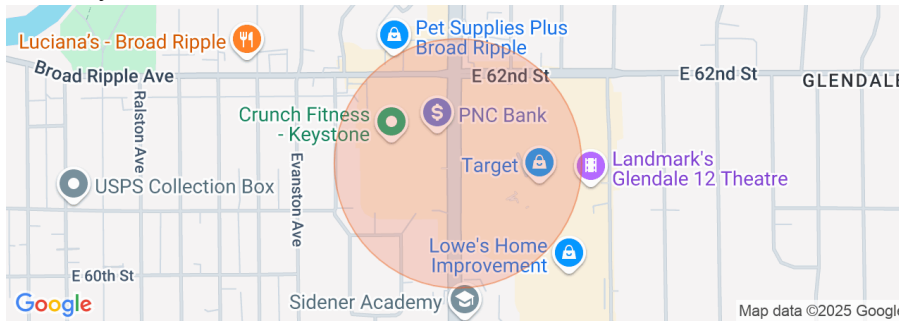 Luciana's - Broad Ripple
Pet Supplies Plus
Broad Ripple
Broad Ripple Ave
E 62nd St
E 62nd St
GLENDALE
Ralston Ave
Crunch Fitness
- Keystone
PNC Bank
Evanston Ave
Target
Landmark's
Glendale 12 Theatre
USPS Collection Box
Lowe's Home
Improvement
E 60th St
Sidener Academy
Google
Map data ©2025 Google